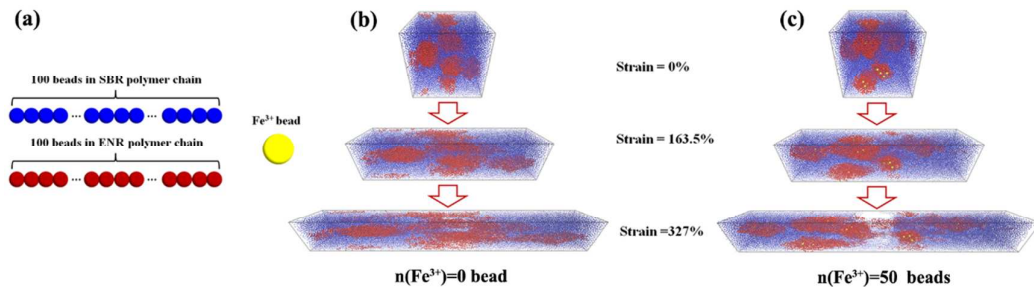 (a)
100 beads in SBR polymer chain
... ...
100 beads in ENR polymer chain
... ...
Fe³⁺ bead
(b)
(c)
Strain = 0%
Strain = 163.5%
Strain =327%
n(Fe³⁺)=0 bead
n(Fe³⁺)=50 beads